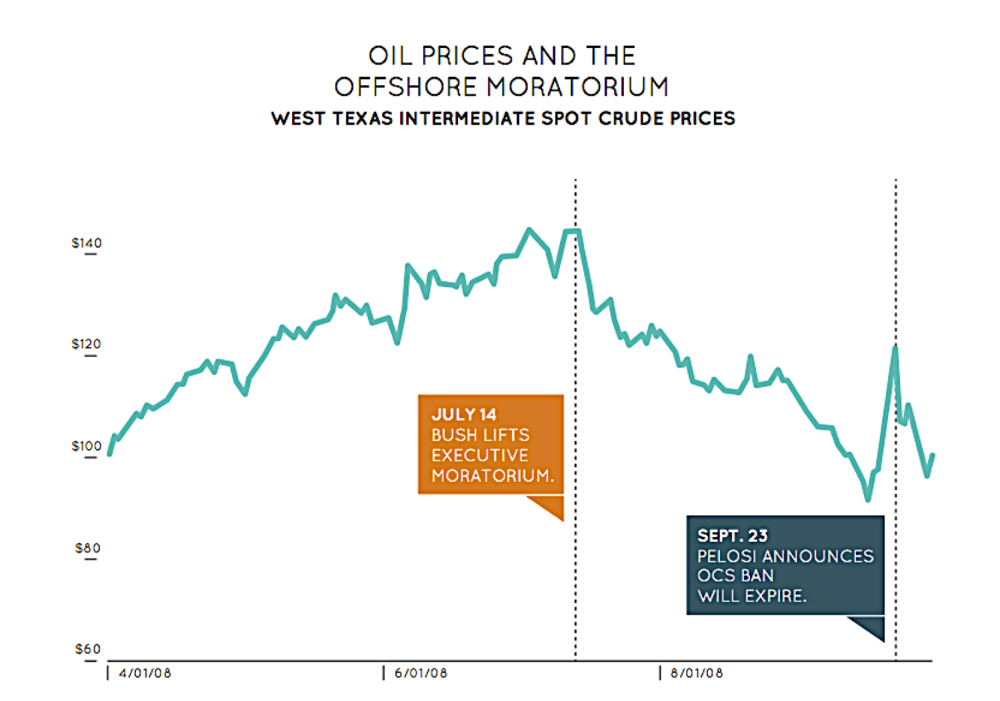 OIL PRICES AND THE
OFFSHORE MORATORIUM
WEST TEXAS INTERMEDIATE SPOT CRUDE PRICES
$140
$120
$100
$80
$60
JULY 14
BUSH LIFTS
EXECUTIVE
MORATORIUM.
SEPT. 23
PELOSI ANNOUNCES
OCS BAN
WILL EXPIRE.
4/01/08
6/01/08
8/01/08